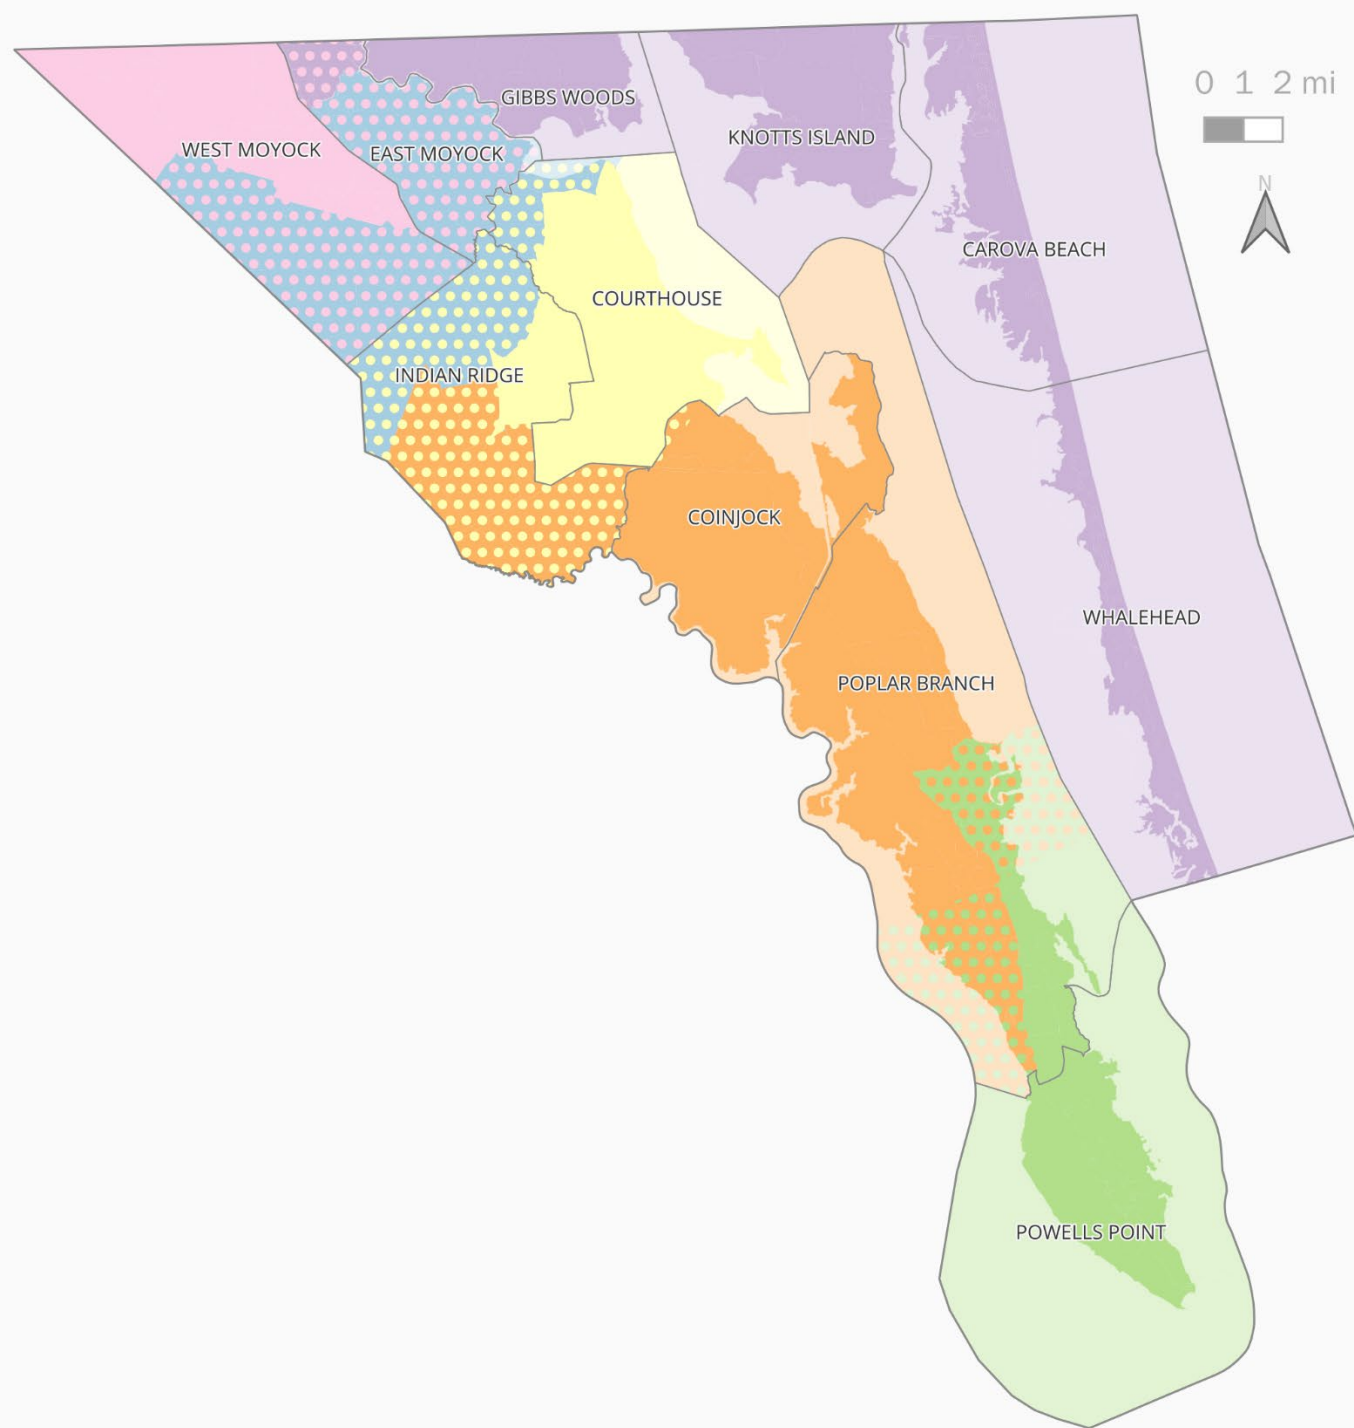 0 1 2 mi
N
GIBBS WOODS
KNOTTS ISLAND
WEST MOYOCK
EAST MOYOCK
CAROVA BEACH
COURTHOUSE
INDIAN RIDGE
COINJOCK
WHALEHEAD
POPLAR BRANCH
POWELLS POINT